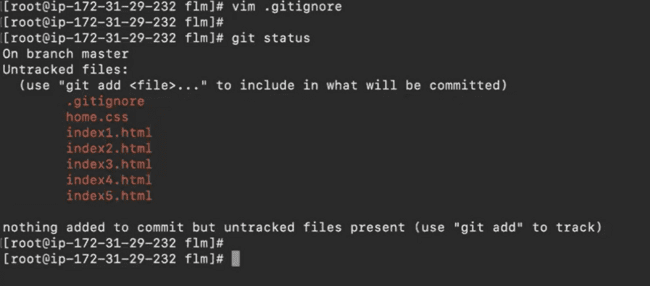 [root@ip-172-31-29-232 flm]# vim .gitignore
[root@ip-172-31-29-232 flm]#
[root@ip-172-31-29-232 flm]# git status
On branch master
Untracked files:
  (use "git add <file>..." to include in what will be committed)
        .gitignore
        home.css
        index1.html
        index2.html
        index3.html
        index4.html
        index5.html

nothing added to commit but untracked files present (use "git add" to track)
[root@ip-172-31-29-232 flm]#
[root@ip-172-31-29-232 flm]#